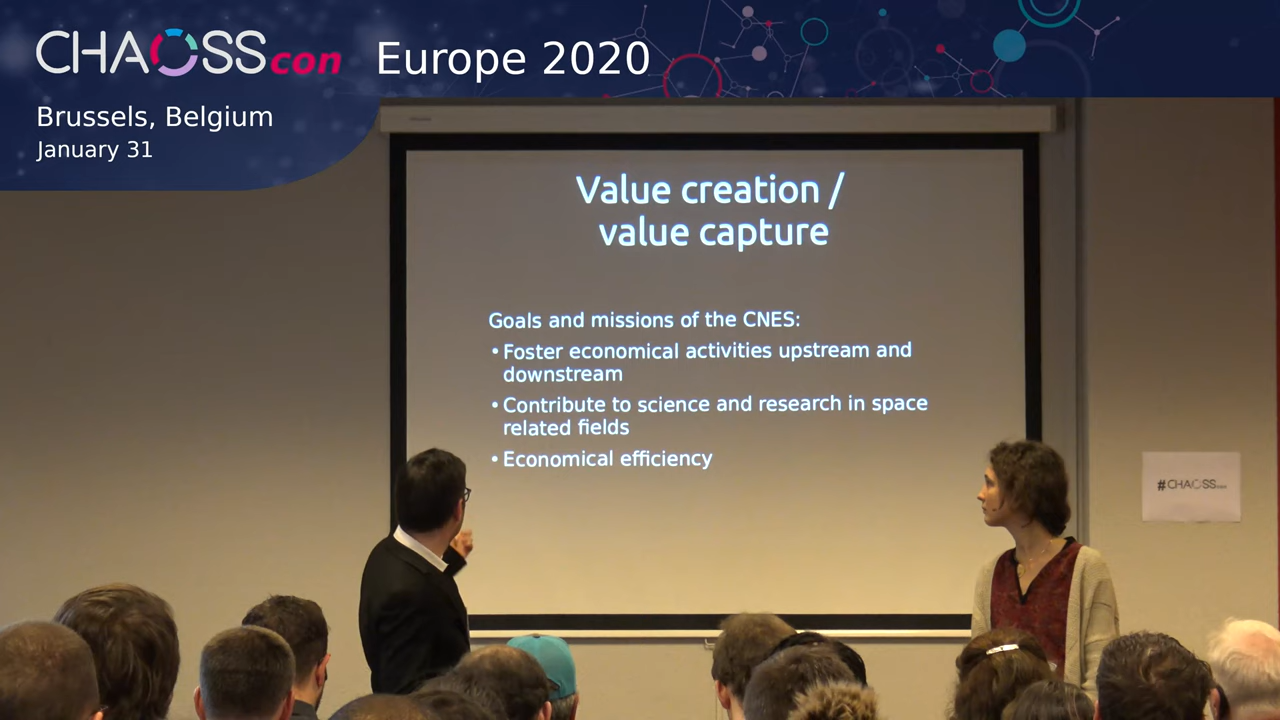 CHAOSScon Europe 2020
Brussels, Belgium
January 31
Value creation /
value capture
Goals and missions of the CNES:
• Foster economical activities upstream and
downstream
• Contribute to science and research in space
related fields
• Economical efficiency
#CHAOSScon